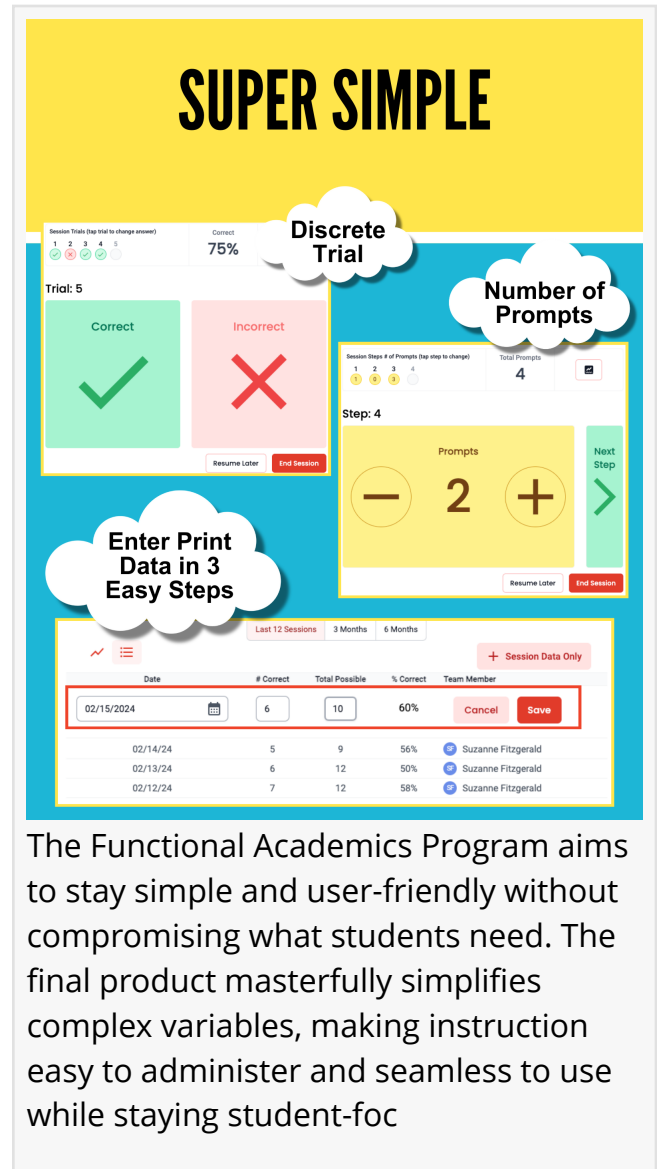 SUPER SIMPLE
Discrete
Trial
Session Trials (tap trial to change answer)
1 2 3 4 5
Correct
75%
Trial: 5
Correct
Incorrect
Resume Later
End Session
Number of
Prompts
Session Steps # of Prompts (tap step to change)
1 2 3 4
1 0 3
Total Prompts
4
Step: 4
Prompts
2
Next
Step
Resume Later
End Session
Enter Print
Data in 3
Easy Steps
Last 12 Sessions 3 Months 6 Months
+ Session Data Only
Date # Correct Total Possible % Correct Team Member
02/15/2024 6 10 60% Cancel Save
02/14/24 5 9 56% SF Suzanne Fitzgerald
02/13/24 6 12 50% SF Suzanne Fitzgerald
02/12/24 7 12 58% SF Suzanne Fitzgerald
The Functional Academics Program aims
to stay simple and user-friendly without
compromising what students need. The
final product masterfully simplifies
complex variables, making instruction
easy to administer and seamless to use
while staying student-foc